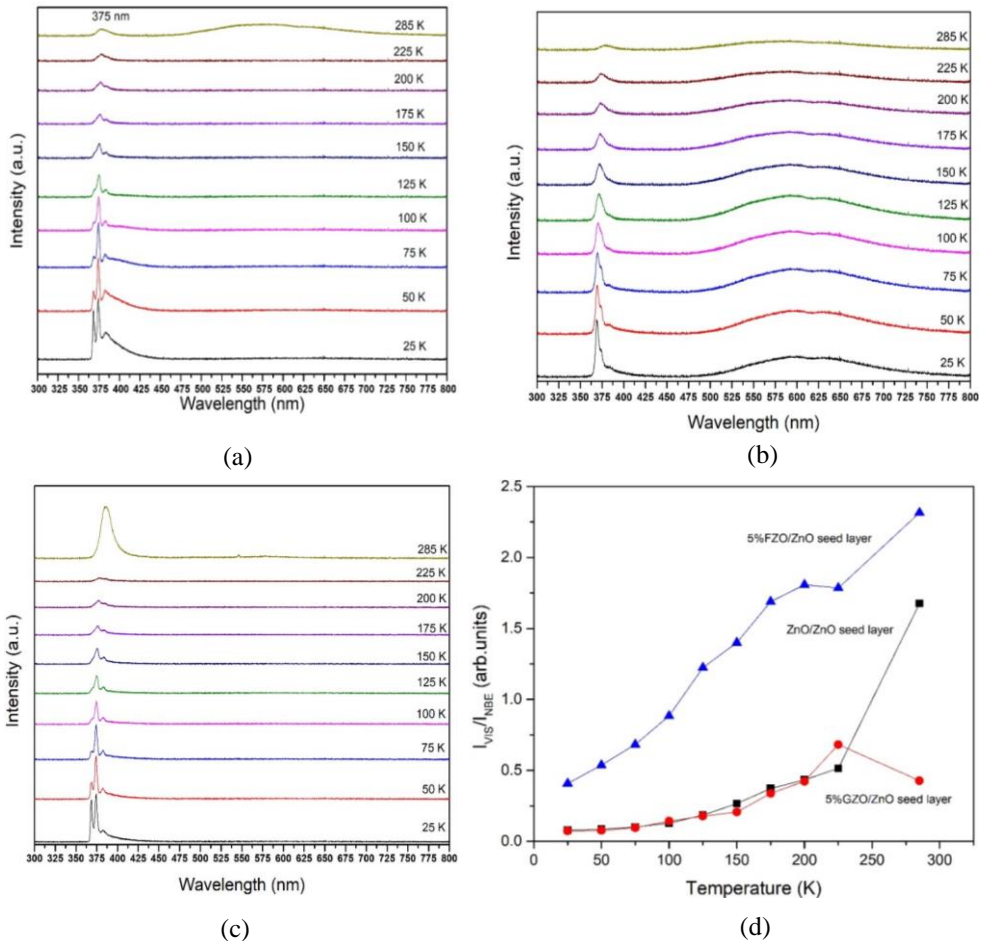 375 nm
285 K
225 K
200 K
175 K
150 K
125 K
100 K
75 K
50 K
25 K
Intensity (a.u.)
300 325 350 375 400 425 450 475 500 525 550 575 600 625 650 675 700 725 750 775 800
Wavelength (nm)
(a)
285 K
225 K
200 K
175 K
150 K
125 K
100 K
75 K
50 K
25 K
Intensity (a.u.)
300 325 350 375 400 425 450 475 500 525 550 575 600 625 650 675 700 725 750 775 800
Wavelength (nm)
(b)
285 K
225 K
200 K
175 K
150 K
125 K
100 K
75 K
50 K
25 K
Intensity (a.u.)
300 325 350 375 400 425 450 475 500 525 550 575 600 625 650 675 700 725 750 775 800
Wavelength (nm)
(c)
2.5
2.0
1.5
1.0
0.5
0.0
I_VIS/I_NBE (arb.units)
5%FZO/ZnO seed layer
ZnO/ZnO seed layer
5%GZO/ZnO seed layer
0 50 100 150 200 250 300
Temperature (K)
(d)